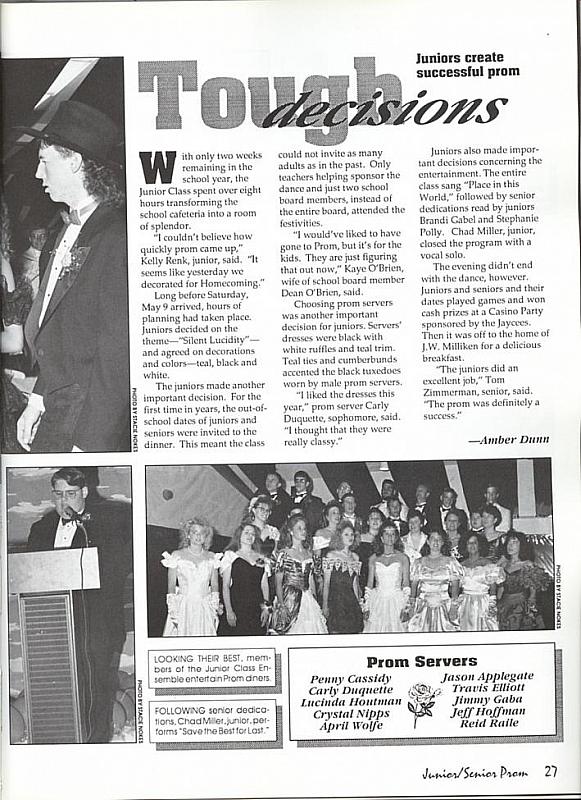 Juniors create
successful prom
Tough
decisions
With only two weeks
remaining in the
school year, the
Junior Class spent over eight
hours transforming the
school cafeteria into a room
of splendor.
"I couldn't believe how
quickly prom came up,"
Kelly Renk, junior, said. "It
seems like yesterday we
decorated for Homecoming."
Long before Saturday,
May 9 arrived, hours of
planning had taken place.
Juniors decided on the
theme—"Silent Lucidity"—
and agreed on decorations
and colors—teal, black and
white.
The juniors made another
important decision. For the
first time in years, the out-of-
school dates of juniors and
seniors were invited to the
dinner. This meant the class
could not invite as many
adults as in the past. Only
teachers helping sponsor the
dance and just two school
board members, instead of
the entire board, attended the
festivities.
"I would've liked to have
gone to Prom, but it's for the
kids. They are just figuring
that out now," Kaye O'Brien,
wife of school board member
Dean O'Brien, said.
Choosing prom servers
was another important
decision for juniors. Servers'
dresses were black with
white ruffles and teal trim.
Teal ties and cumberbunds
accented the black tuxedoes
worn by male prom servers.
"I liked the dresses this
year," prom server Carly
Duquette, sophomore, said.
"I thought that they were
really classy."
Juniors also made impor-
tant decisions concerning the
entertainment. The entire
class sang "Place in this
World," followed by senior
dedications read by juniors
Brandi Gabel and Stephanie
Polly. Chad Miller, junior,
closed the program with a
vocal solo.
The evening didn't end
with the dance, however.
Juniors and seniors and their
dates played games and won
cash prizes at a Casino Party
sponsored by the Jaycees.
Then it was off to the home of
J.W. Milliken for a delicious
breakfast.
"The juniors did an
excellent job," Tom
Zimmerman, senior, said.
"The prom was definitely a
success."
—Amber Dunn
PHOTO BY STACIE NOKES
PHOTO BY STACIE NOKES
PHOTO BY STACIE NOKES
LOOKING THEIR BEST, mem-
bers of the Junior Class En-
semble entertain Prom diners.
FOLLOWING senior dedica-
tions, Chad Miller, junior, per-
forms "Save the Best for Last."
Prom Servers
Penny Cassidy
Carly Duquette
Lucinda Houtman
Crystal Nipps
April Wolfe
Jason Applegate
Travis Elliott
Jimmy Gaba
Jeff Hoffman
Reid Raile
Junior/Senior Prom 27